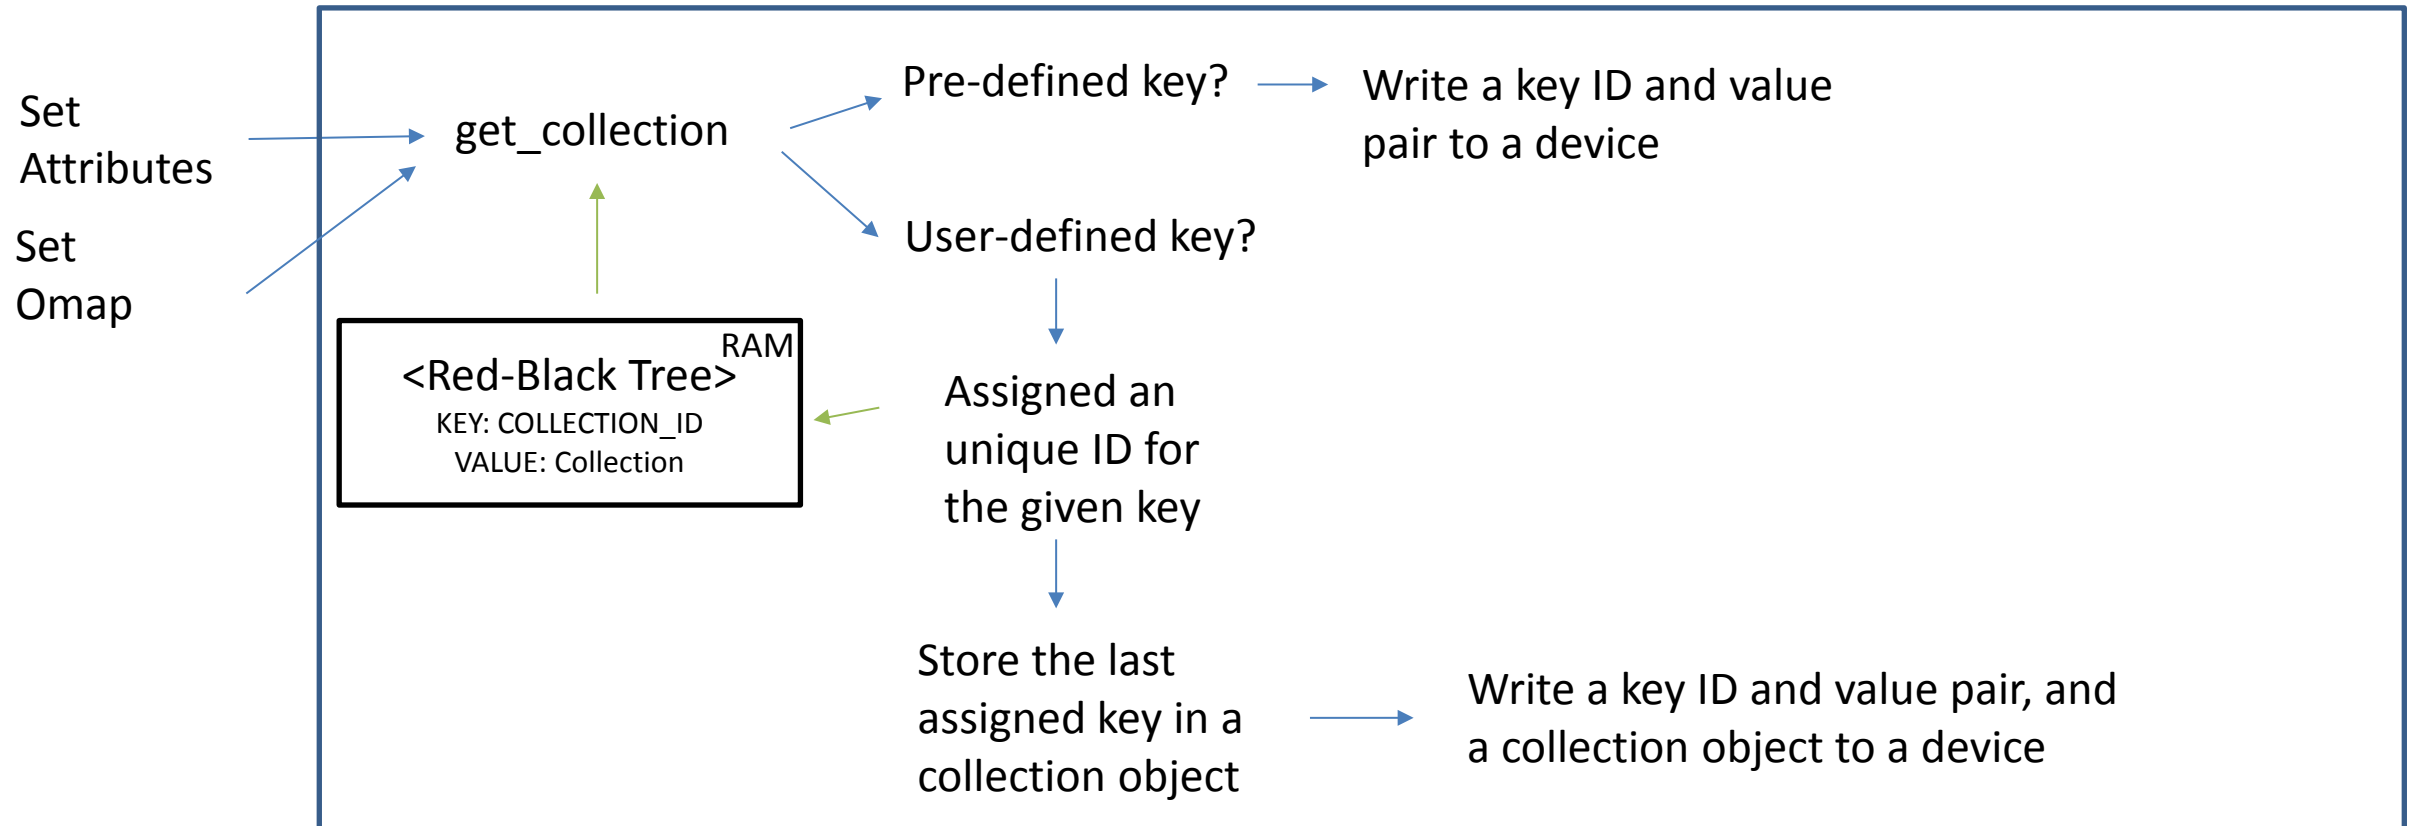 Set
Attributes
Set
Omap
get_collection
<Red-Black Tree>
RAM
KEY: COLLECTION_ID
VALUE: Collection
Pre-defined key?
Write a key ID and value
pair to a device
User-defined key?
Assigned an
unique ID for
the given key
Store the last
assigned key in a
collection object
Write a key ID and value pair, and
a collection object to a device